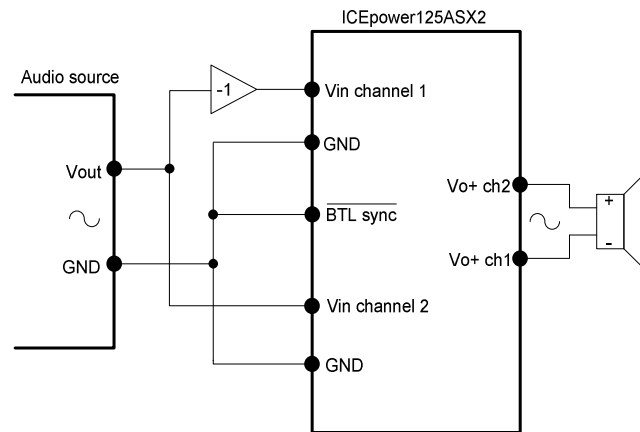 ICEpower125ASX2
Audio source
-1
Vin channel 1
Vout
GND
Vo+ ch2
+
BTL sync
GND
Vo+ ch1
-
Vin channel 2
GND